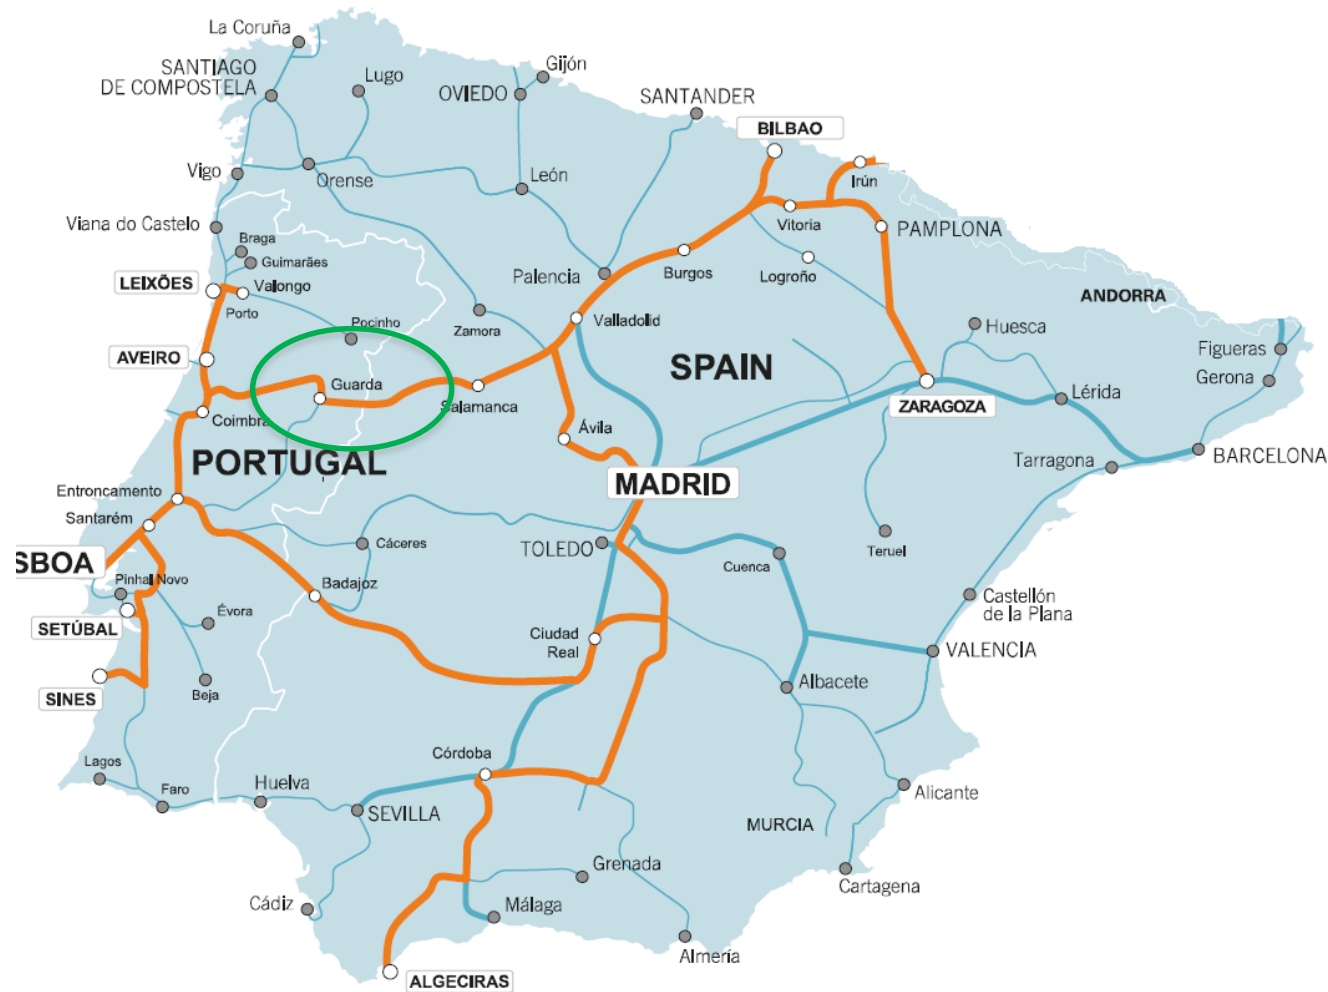 La Coruña
Gijón
SANTIAGO
DE COMPOSTELA
Lugo
OVIEDO
SANTANDER
BILBAO
Vigo
Orense
León
Irún
Viana do Castelo
Braga
Guimarães
Vitoria
PAMPLONA
LEIXÕES
Valongo
Porto
Palencia
Burgos
Logroño
ANDORRA
Pocinho
Zamora
Valladolid
Huesca
Figueras
AVEIRO
Guarda
SPAIN
Gerona
Coimbra
Salamanca
ZARAGOZA
Lérida
Ávila
PORTUGAL
BARCELONA
Tarragona
MADRID
Entroncamento
Santarém
Cáceres
TOLEDO
Cuenca
Teruel
SBOA
Pinhal Novo
Badajoz
Castellón
de la Plana
SETÚBAL
Évora
Ciudad
Real
VALENCIA
SINES
Beja
Albacete
Córdoba
Lagos
Faro
Huelva
SEVILLA
Alicante
MURCIA
Grenada
Cartagena
Cádiz
Málaga
Almería
ALGECIRAS